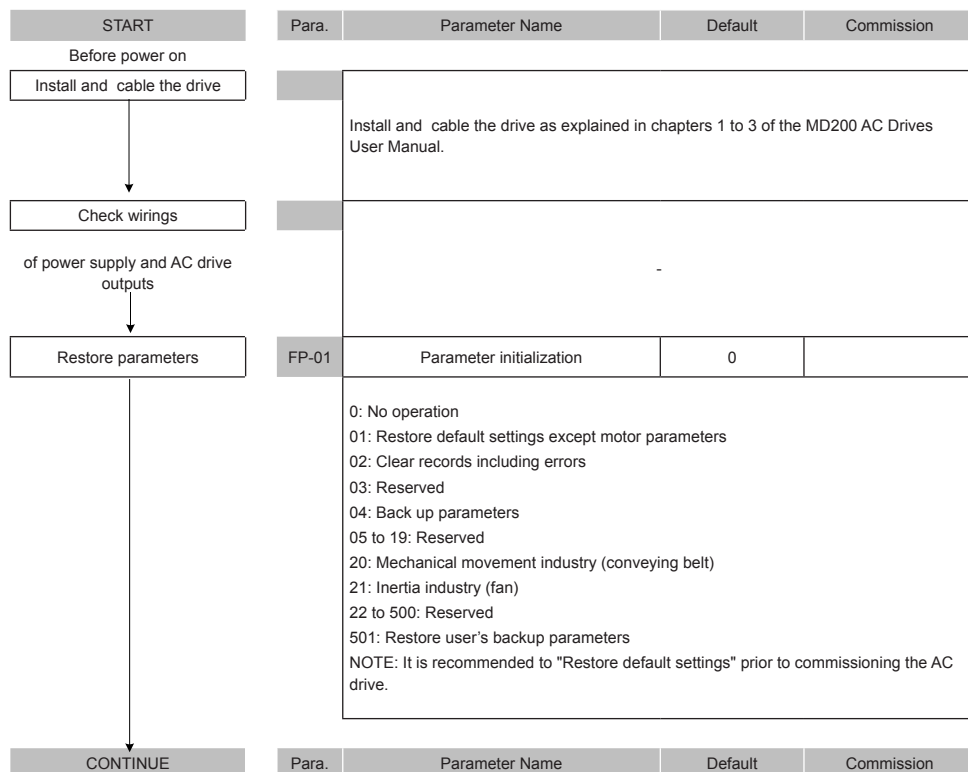 START
Para. Parameter Name Default Commission
Before power on
Install and cable the drive
Install and cable the drive as explained in chapters 1 to 3 of the MD200 AC Drives
User Manual.
Check wirings
of power supply and AC drive
outputs
-
Restore parameters
FP-01 Parameter initialization 0
0: No operation
01: Restore default settings except motor parameters
02: Clear records including errors
03: Reserved
04: Back up parameters
05 to 19: Reserved
20: Mechanical movement industry (conveying belt)
21: Inertia industry (fan)
22 to 500: Reserved
501: Restore user's backup parameters
NOTE: It is recommended to "Restore default settings" prior to commissioning the AC
drive.
CONTINUE
Para. Parameter Name Default Commission